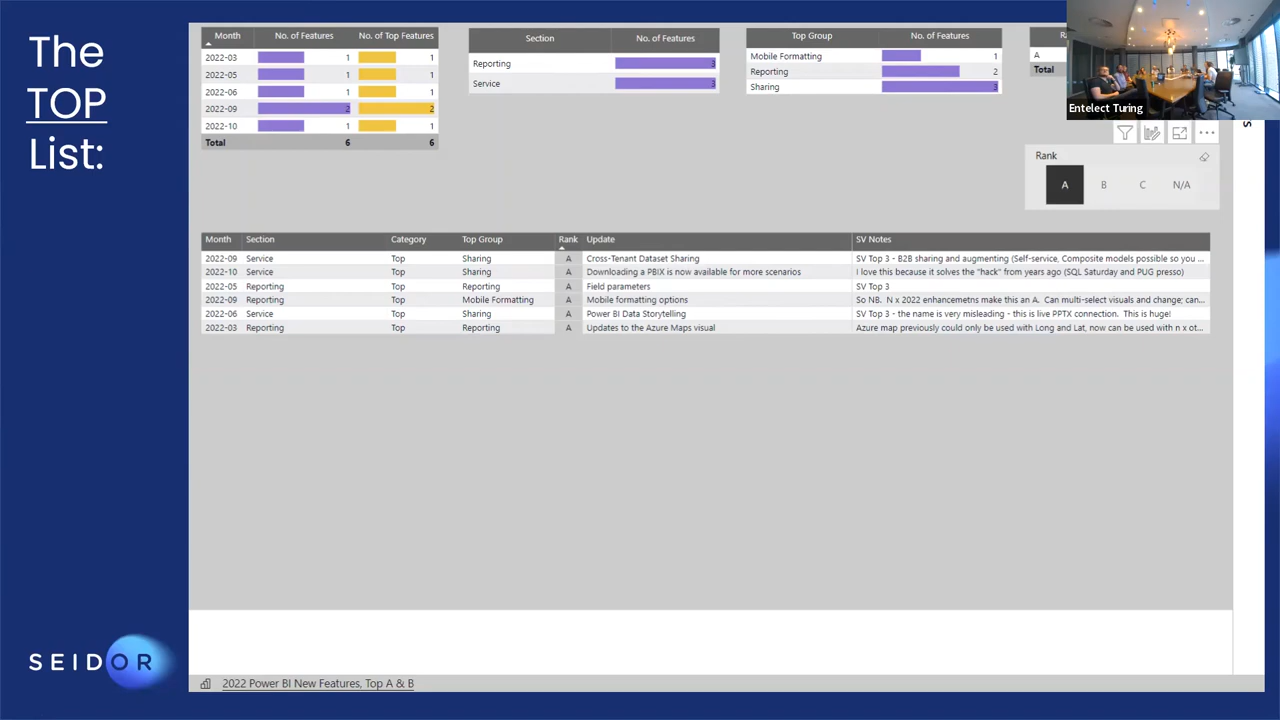 The
TOP
List:
Month No. of Features No. of Top Features
2022-03 1 1
2022-05 1 1
2022-06 1 1
2022-09 2 2
2022-10 1 1
Total 6 6
Section No. of Features
Reporting 3
Service 3
Top Group No. of Features
Mobile Formatting 1
Reporting 2
Sharing 3
A
Total
Entelect Turing
Rank
A B C N/A
Month Section Category Top Group Rank Update SV Notes
2022-09 Service Top Sharing A Cross-Tenant Dataset Sharing SV Top 3 - B2B sharing and augmenting (Self-service, Composite models possible so you ...
2022-10 Service Top Sharing A Downloading a PBIX is now available for more scenarios I love this because it solves the "hack" from years ago (SQL Saturday and PUG presso)
2022-05 Reporting Top Reporting A Field parameters SV Top 3
2022-09 Reporting Top Mobile Formatting A Mobile formatting options So NB. N x 2022 enhancemetns make this an A. Can multi-select visuals and change; can...
2022-06 Service Top Sharing A Power BI Data Storytelling SV Top 3 - the name is very misleading - this is live PPTX connection. This is huge!
2022-03 Reporting Top Reporting A Updates to the Azure Maps visual Azure map previously could only be used with Long and Lat, now can be used with n x ot...
SEIDOR
2022 Power BI New Features, Top A & B